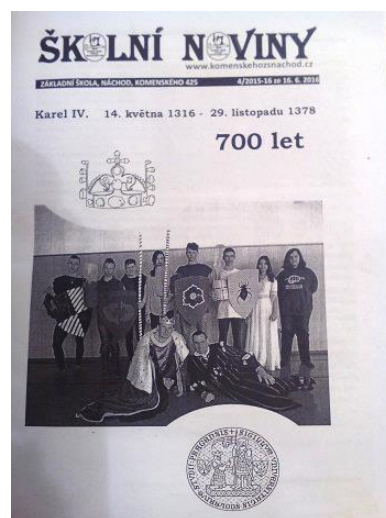 ŠKOLNÍ NOVINY
www.komenskehozsnachod.cz
ZÁKLADNÍ ŠKOLA, NÁCHOD, KOMENSKÉHO 425 4/2015-16 ze 16. 6. 2016
Karel IV. 14. května 1316 - 29. listopadu 1378
700 let